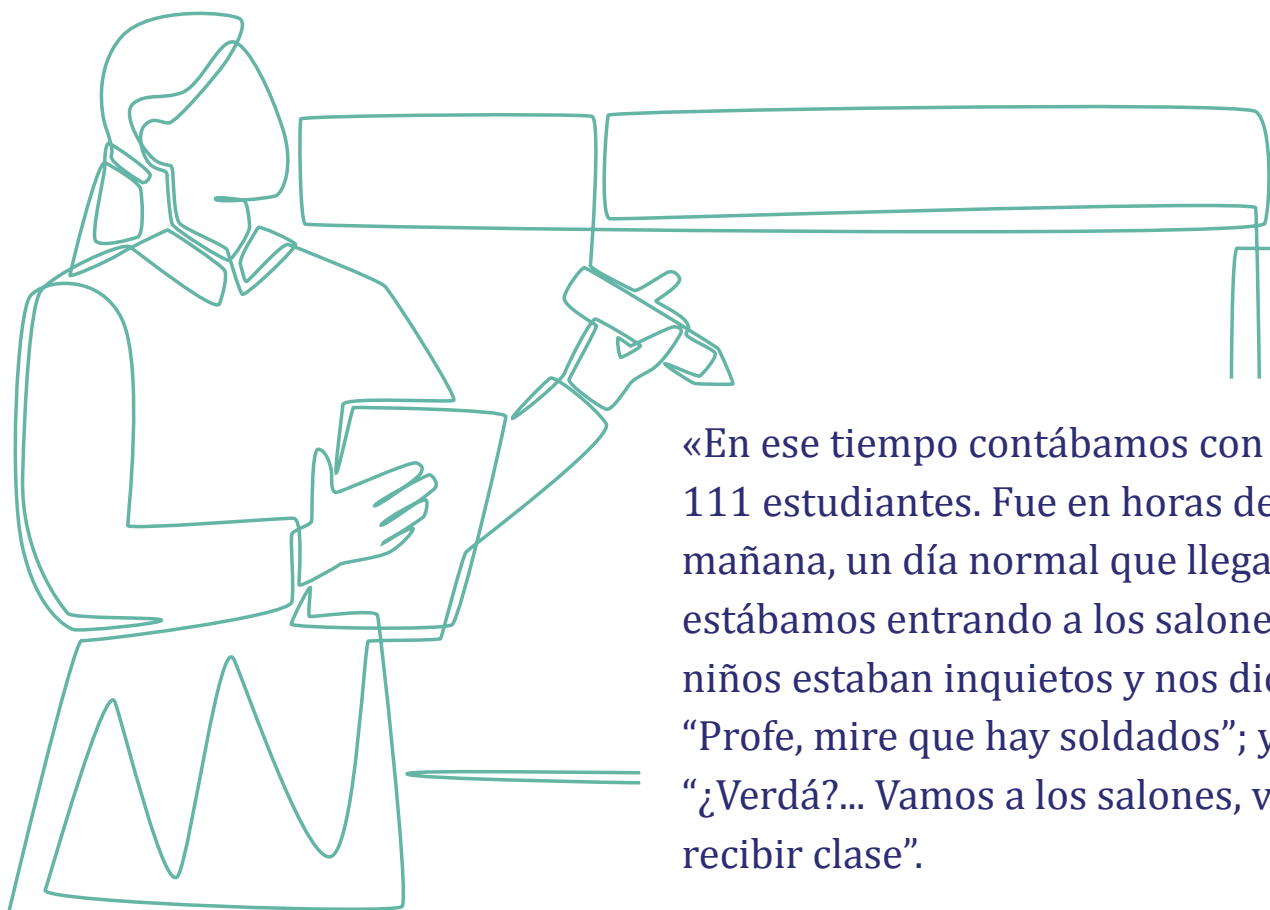 «En ese tiempo contábamos con
111 estudiantes. Fue en horas de
mañana, un día normal que
estábamos entrando a los
niños estaban inquietos y nos
“Profe, mire que hay soldados”;
“¿Verdá?... Vamos a los salones,
recibir clase”.